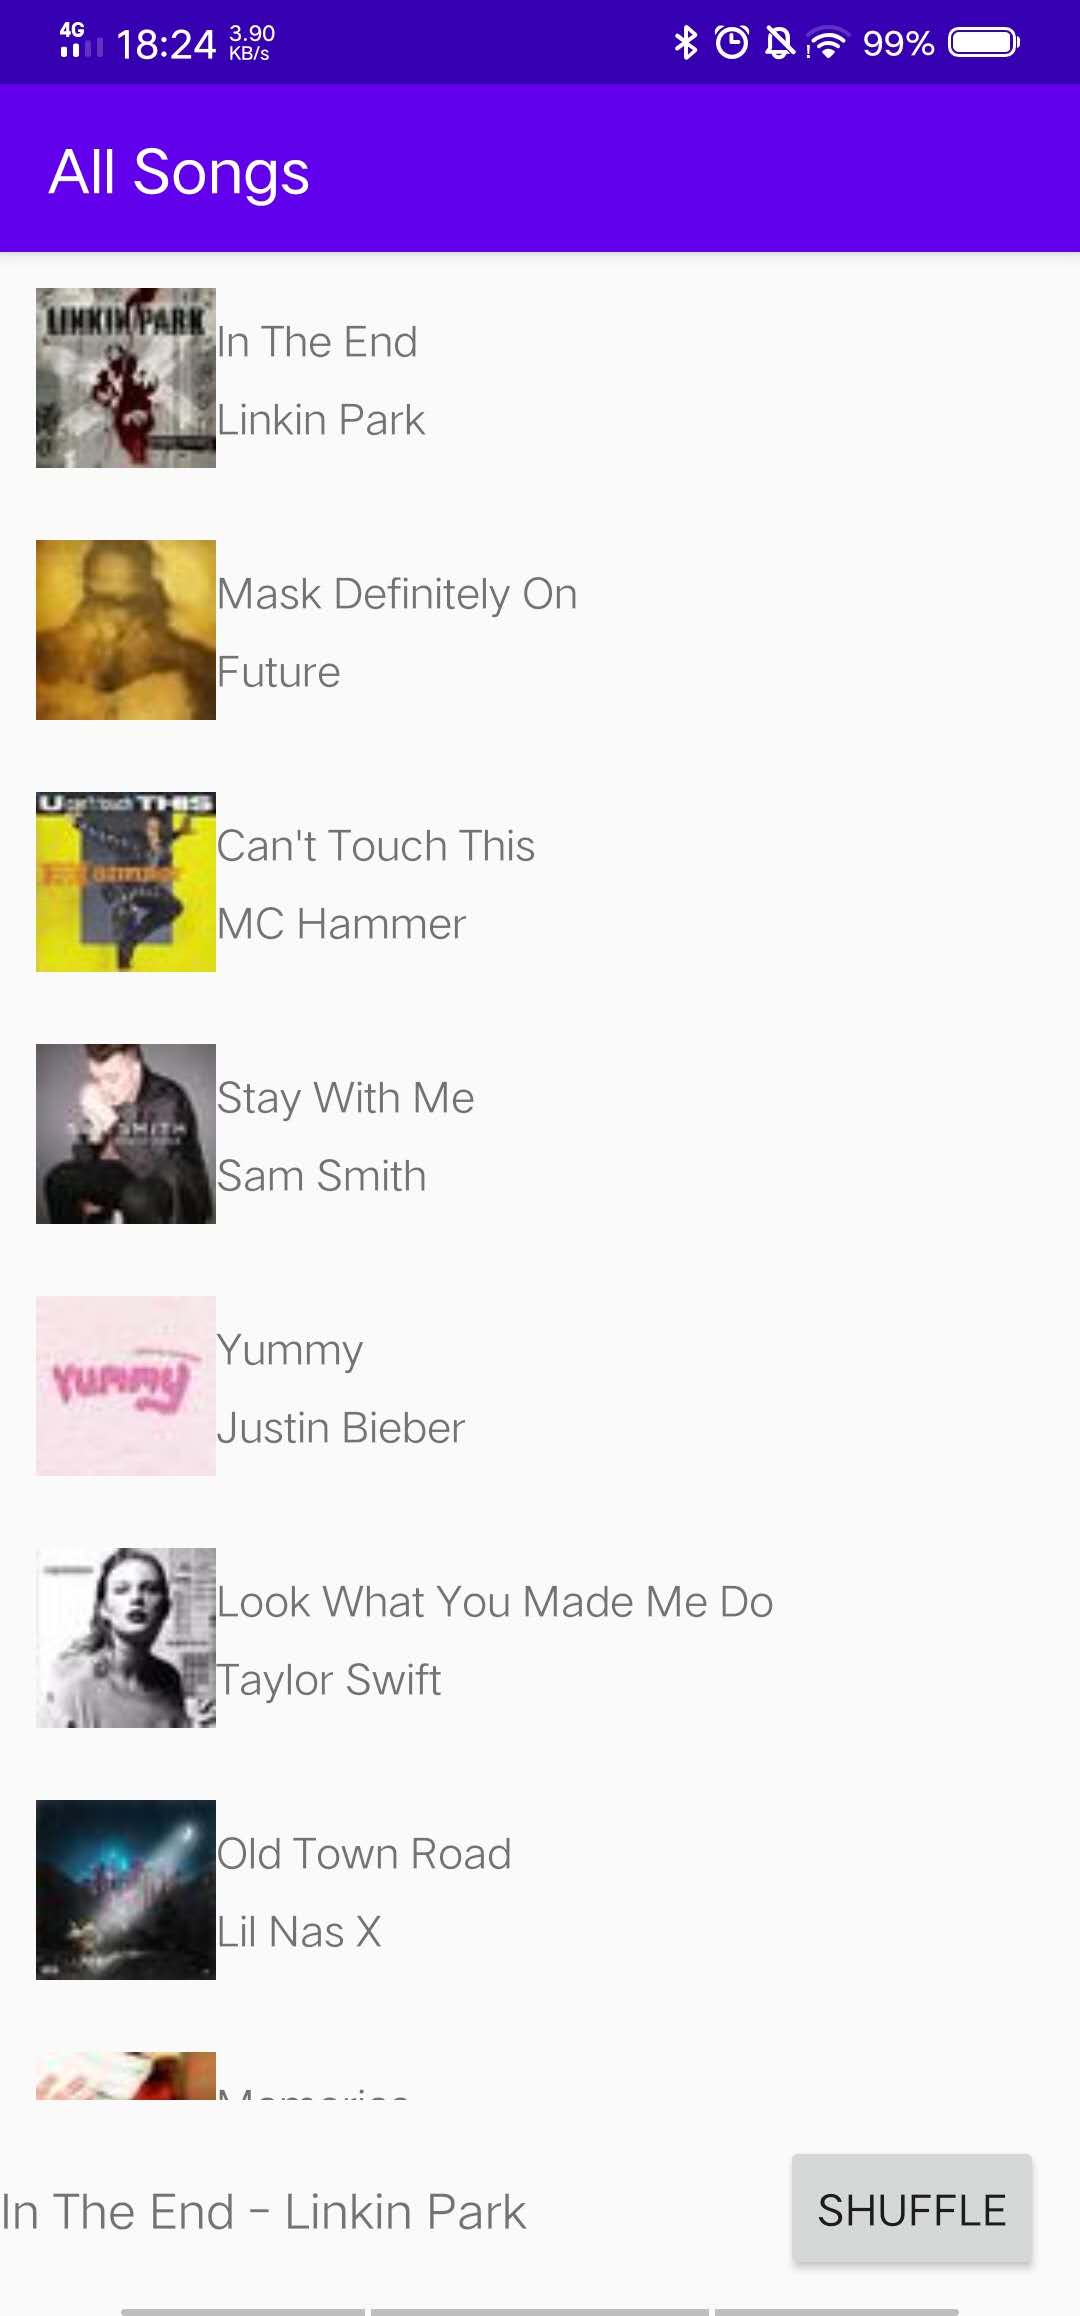 4G
18:24
3.90
KB/s
99%
All Songs
LINKIN PARK
In The End
Linkin Park
Mask Definitely On
Future
U can't touch THIS
Hammer
Can't Touch This
MC Hammer
SMITH
Stay With Me
Sam Smith
Yummy
Yummy
Justin Bieber
Look What You Made Me Do
Taylor Swift
Old Town Road
Lil Nas X
Memories
In The End - Linkin Park
SHUFFLE